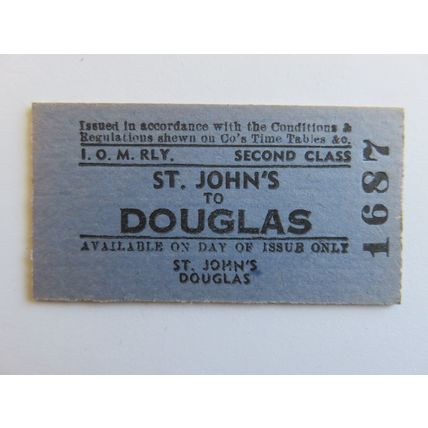 Issued in accordance with the Conditions &
Regulations shewn on Co's Time Tables &c.
I. O. M. RLY. SECOND CLASS
ST. JOHN'S
TO
DOUGLAS
AVAILABLE ON DAY OF ISSUE ONLY
ST. JOHN'S
DOUGLAS
1687